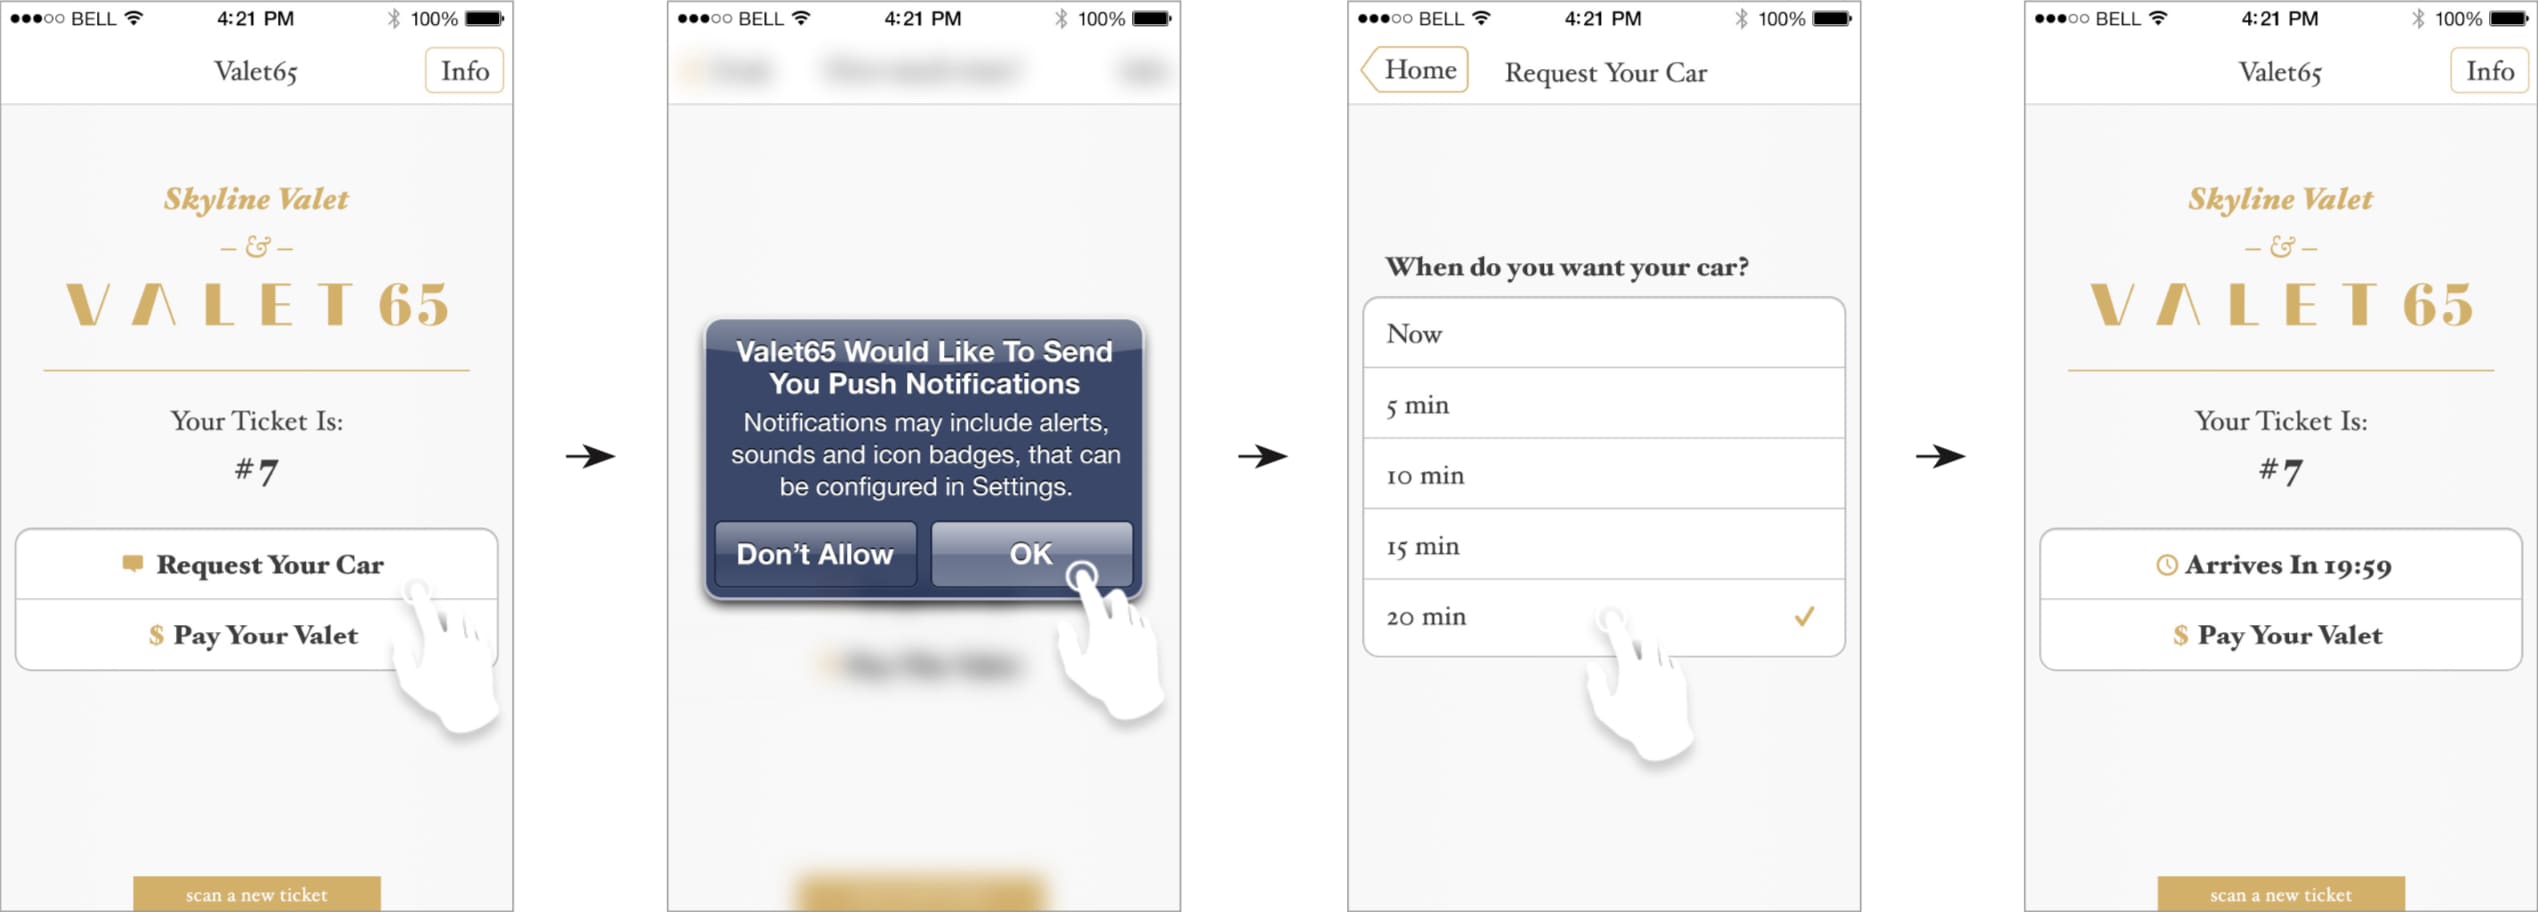 BELL 4:21 PM 100%
Valet65 Info
Skyline Valet
– & –
VALET 65
Your Ticket Is:
#7
Request Your Car
$ Pay Your Valet
scan a new ticket
BELL 4:21 PM 100%
Valet65 Would Like To Send
You Push Notifications
Notifications may include alerts,
sounds and icon badges, that can
be configured in Settings.
Don't Allow OK
BELL 4:21 PM 100%
Home Request Your Car
When do you want your car?
Now
5 min
10 min
15 min
20 min
BELL 4:21 PM 100%
Valet65 Info
Skyline Valet
– & –
VALET 65
Your Ticket Is:
#7
Arrives In 19:59
$ Pay Your Valet
scan a new ticket